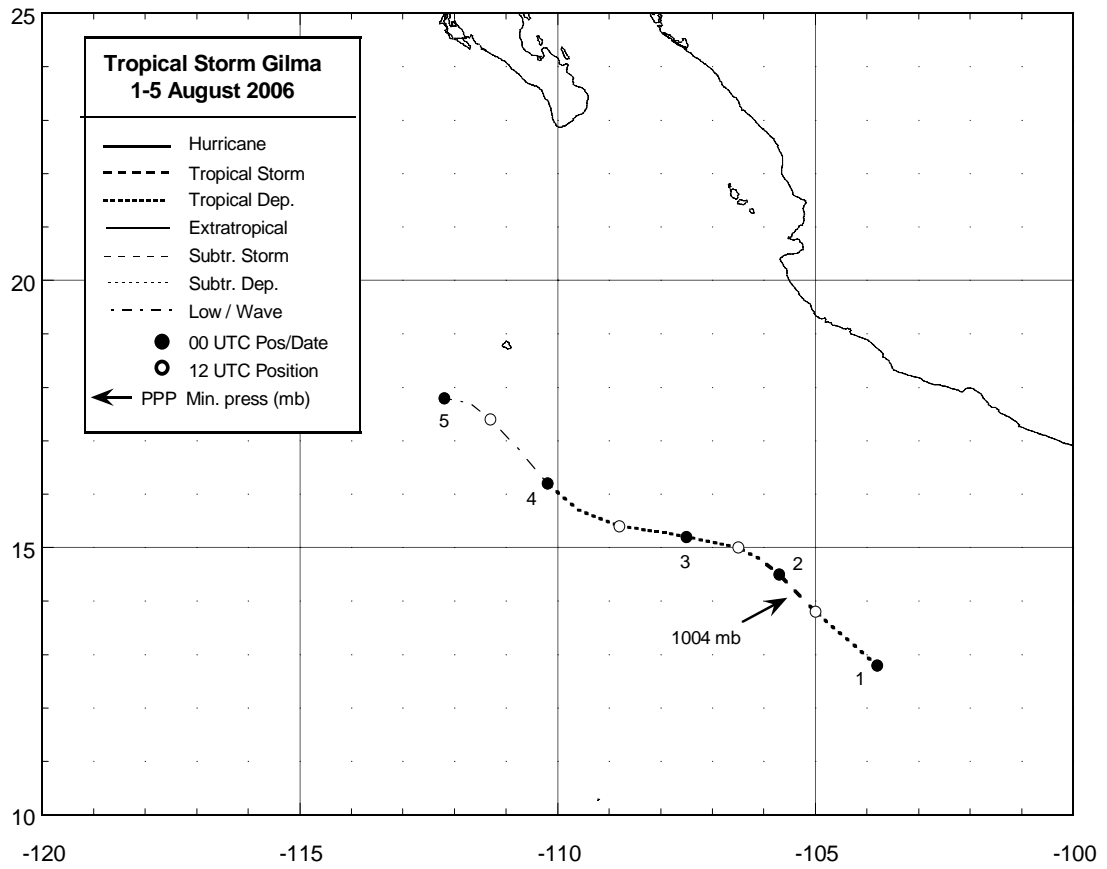 25
Tropical Storm Gilma
1-5 August 2006
Hurricane
Tropical Storm
Tropical Dep.
Extratropical
Subtr. Storm
Subtr. Dep.
Low / Wave
00 UTC Pos/Date
12 UTC Position
PPP Min. press (mb)
20
5
4
15
3
2
1004 mb
1
10
-120 -115 -110 -105 -100